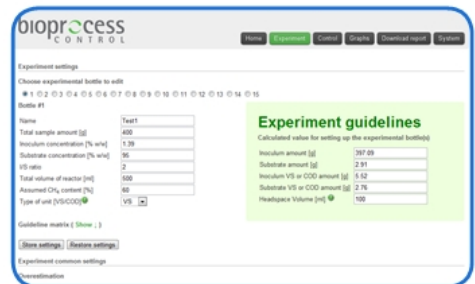 bioprocess
CONTROL
Home Experiment Control Graphs Download report System
Experiment settings
Choose experimental bottle to edit
1 2 3 4 5 6 7 8 9 10 11 12 13 14 15
Bottle #1
Name Test1
Total sample amount [g] 400
Inoculum concentration [% w/w] 1.39
Substrate concentration [% w/w] 95
VS ratio 2
Total volume of reactor [ml] 500
Assumed CH₄ content [%] 60
Type of unit [VS/COD] VS
Experiment guidelines
Calculated value for setting up the experimental bottle(s)
Inoculum amount [g] 397.09
Substrate amount [g] 2.91
Inoculum VS or COD amount [g] 5.52
Substrate VS or COD amount [g] 2.76
Headspace Volume [ml] 100
Guideline matrix ( Show ; )
Store settings Restore settings
Experiment common settings
Overestimation